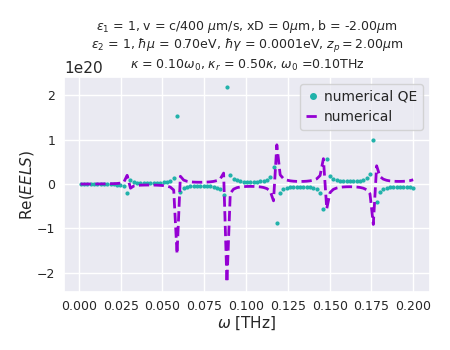 ε₁ = 1, v = c/400 μm/s, xD = 0μm, b = -2.00μm
ε₂ = 1, ħμ = 0.70eV, ħγ = 0.0001eV, zₚ = 2.00μm
κ = 0.10ω₀, κᵣ = 0.50κ, ω₀ =0.10THz
1e20
numerical QE
numerical
2
1
0
−1
−2
Re(EELS)
0.000 0.025 0.050 0.075 0.100 0.125 0.150 0.175 0.200
ω [THz]